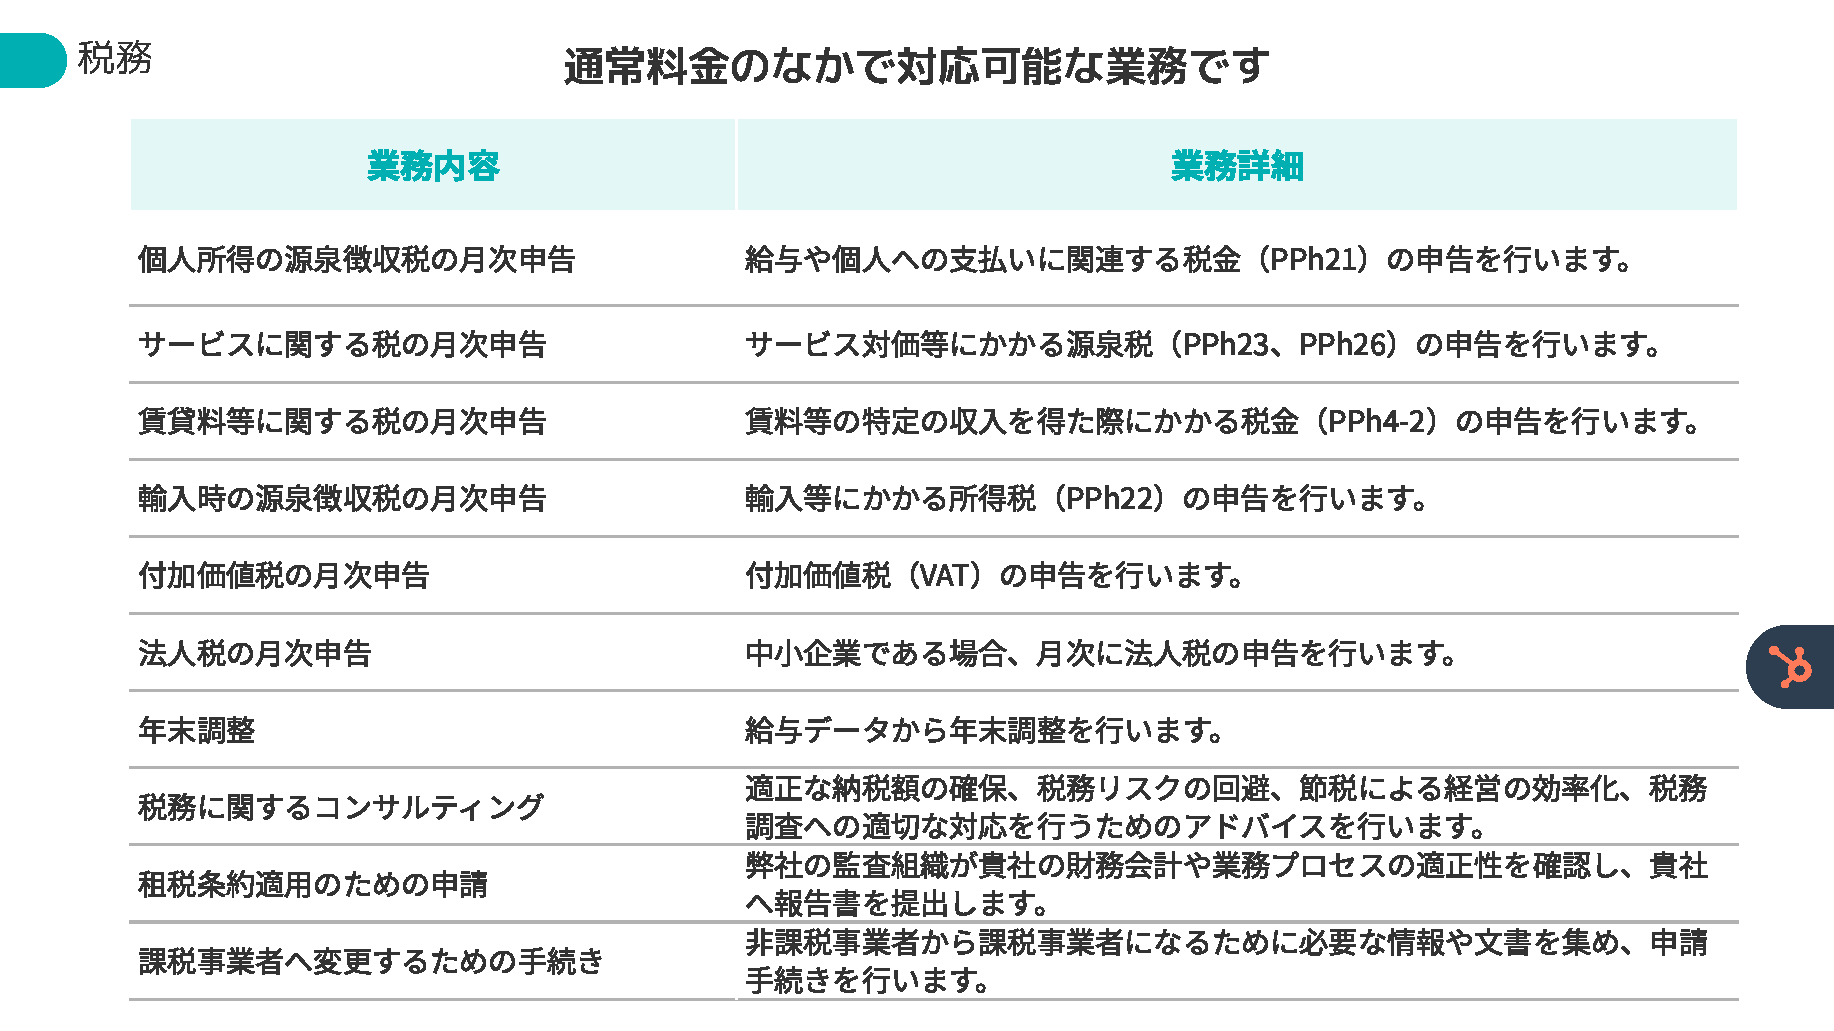 税務
通常料金のなかで対応可能な業務です
業務内容
業務詳細
個人所得の源泉徴収税の月次申告
給与や個人への支払いに関連する税金（PPh21）の申告を行います。
サービスに関する税の月次申告
サービス対価等にかかる源泉税（PPh23、PPh26）の申告を行います。
賃貸料等に関する税の月次申告
賃料等の特定の収入を得た際にかかる税金（PPh4-2）の申告を行います。
輸入時の源泉徴収税の月次申告
輸入等にかかる所得税（PPh22）の申告を行います。
付加価値税の月次申告
付加価値税（VAT）の申告を行います。
法人税の月次申告
中小企業である場合、月次に法人税の申告を行います。
年末調整
給与データから年末調整を行います。
税務に関するコンサルティング
適正な納税額の確保、税務リスクの回避、節税による経営の効率化、税務
調査への適切な対応を行うためのアドバイスを行います。
租税条約適用のための申請
弊社の監査組織が貴社の財務会計や業務プロセスの適正性を確認し、貴社
へ報告書を提出します。
課税事業者へ変更するための手続き
非課税事業者から課税事業者になるために必要な情報や文書を集め、申請
手続きを行います。